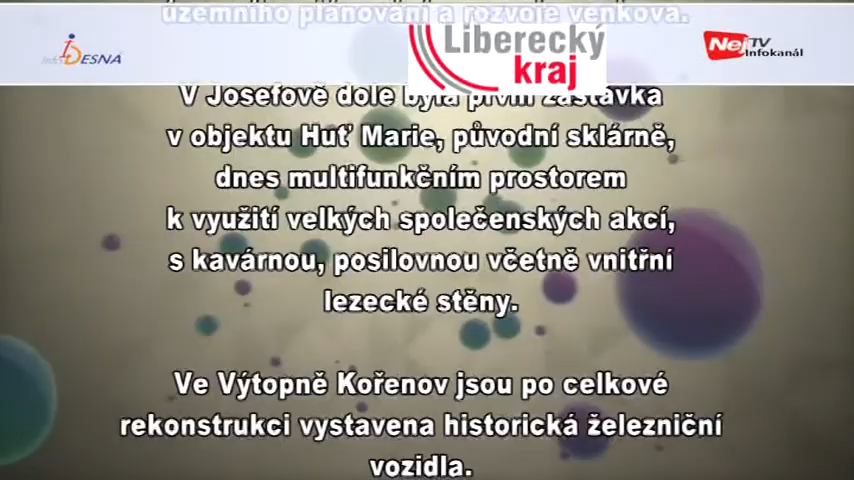 územního plánování a rozvoje venkova.
DESNA
Liberecký
kraj
NejTV
Infokanál
V Josefově dole byla první zastávka
v objektu Huť Marie, původní sklárně,
dnes multifunkčním prostorem
k využití velkých společenských akcí,
s kavárnou, posilovnou včetně vnitřní
lezecké stěny.
Ve Výtopně Kořenov jsou po celkové
rekonstrukci vystavena historická železniční
vozidla.